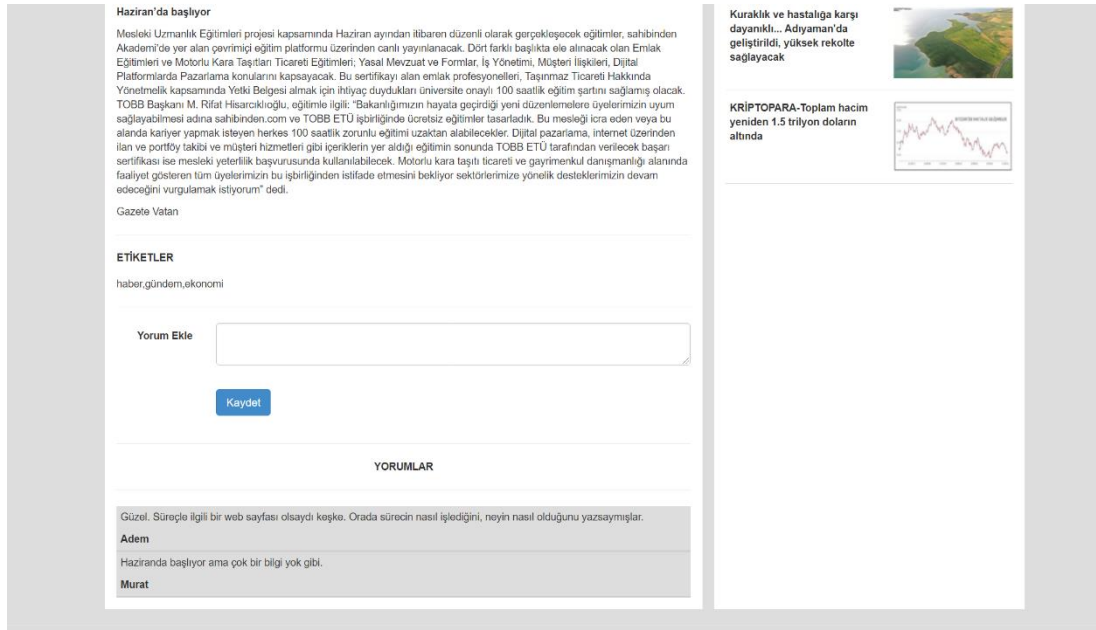 Haziran'da başlıyor
Mesleki Uzmanlık Eğitimleri projesi kapsamında Haziran ayından itibaren düzenli olarak gerçekleşecek eğitimler, sahibinden
Akademi'de yer alan çevrimiçi eğitim platformu üzerinden canlı yayınlanacak. Dört farklı başlıkta ele alınacak olan Emlak
Eğitimleri ve Motorlu Kara Taşıtları Ticareti Eğitimleri; Yasal Mevzuat ve Formlar, İş Yönetimi, Müşteri İlişkileri, Dijital
Platformlarda Pazarlama konularını kapsayacak. Bu sertifikayı alan emlak profesyonelleri, Taşınmaz Ticareti Hakkında
Yönetmelik kapsamında Yetki Belgesi almak için ihtiyaç duydukları üniversite onaylı 100 saatlik eğitim şartını sağlamış olacak.
TOBB Başkanı M. Rifat Hisarcıklıoğlu, eğitimle ilgili: "Bakanlığımızın hayata geçirdiği yeni düzenlemelere üyelerimizin uyum
sağlayabilmesi adına sahibinden.com ve TOBB ETÜ işbirliğinde ücretsiz eğitimler tasarladık. Bu mesleği icra eden veya bu
alanda kariyer yapmak isteyen herkes 100 saatlik zorunlu eğitimi uzaktan alabilecekler. Dijital pazarlama, internet üzerinden
ilan ve portföy takibi ve müşteri hizmetleri gibi içeriklerin yer aldığı eğitimin sonunda TOBB ETÜ tarafından verilecek başarı
sertifikası ise mesleki yeterlilik başvurusunda kullanılabilecek. Motorlu kara taşıtı ticareti ve gayrimenkul danışmanlığı alanında
faaliyet gösteren tüm üyelerimizin bu işbirliğinden istifade etmesini bekliyor sektörlerimize yönelik desteklerimizin devam
edeceğini vurgulamak istiyorum" dedi.
Gazete Vatan
ETİKETLER
haber,gündem,ekonomi
Yorum Ekle
Kaydet
YORUMLAR
Güzel. Süreçle ilgili bir web sayfası olsaydı keşke. Orada sürecin nasıl işlediğini, neyin nasıl olduğunu yazsaymışlar.
Adem
Haziranda başlıyor ama çok bir bilgi yok gibi.
Murat
Kuraklık ve hastalığa karşı
dayanıklı... Adıyaman'da
geliştirildi, yüksek rekolte
sağlayacak
KRİPTOPARA-Toplam hacim
yeniden 1.5 trilyon doların
altında